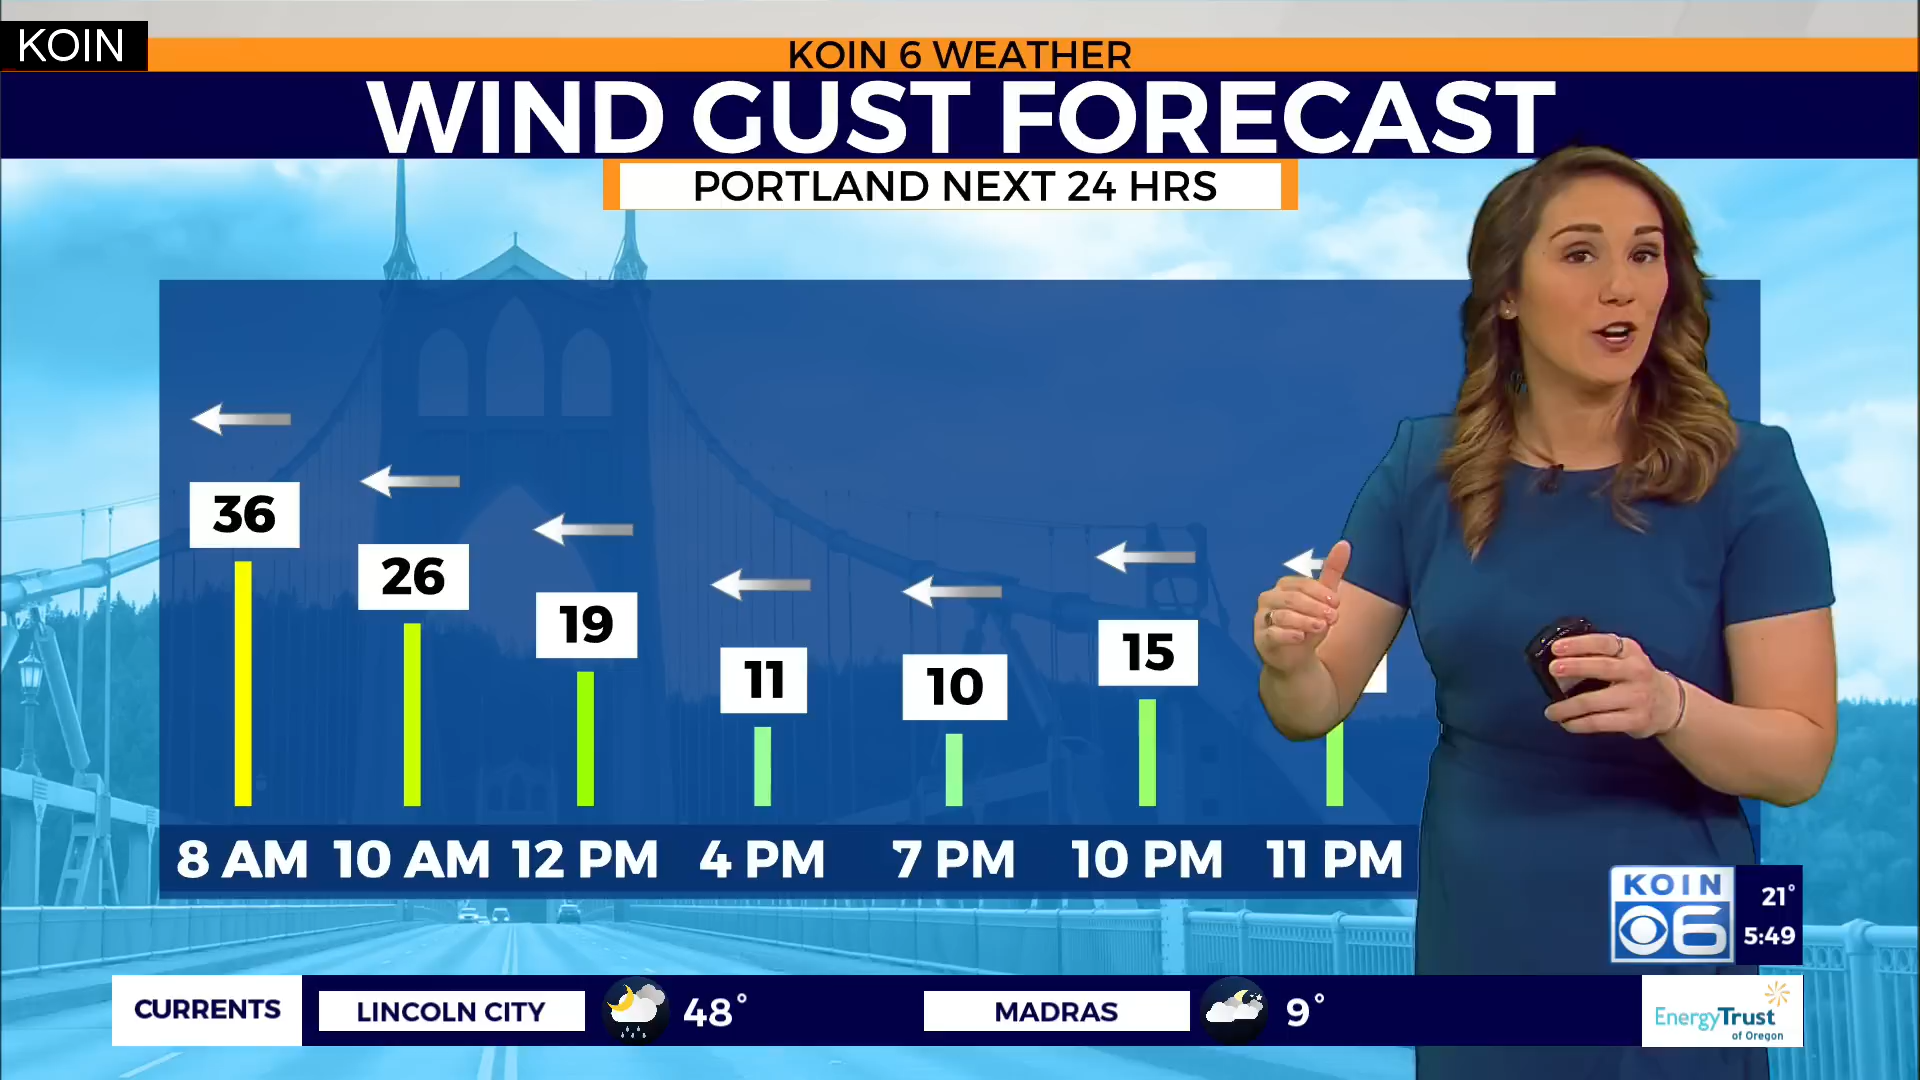 KOIN
KOIN 6 WEATHER
WIND GUST FORECAST
PORTLAND NEXT 24 HRS
36
26
19
11
10
15
8 AM
10 AM
12 PM
4 PM
7 PM
10 PM
11 PM
KOIN
6
21°
5:49
CURRENTS
LINCOLN CITY
48°
MADRAS
9°
EnergyTrust
of Oregon